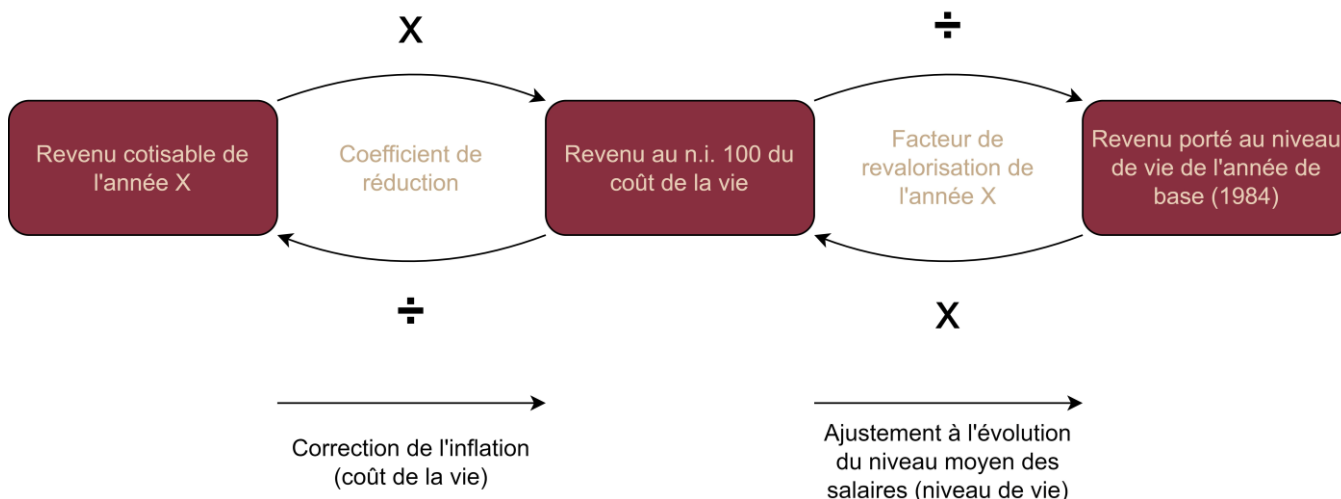 X
÷
Revenu cotisable de
l'année X
Coefficient de
réduction
Revenu au n.i. 100 du
coût de la vie
Facteur de
revalorisation de
l'année X
Revenu porté au niveau
de vie de l'année de
base (1984)
÷
X
Correction de l'inflation
(coût de la vie)
Ajustement à l'évolution
du niveau moyen des
salaires (niveau de vie)